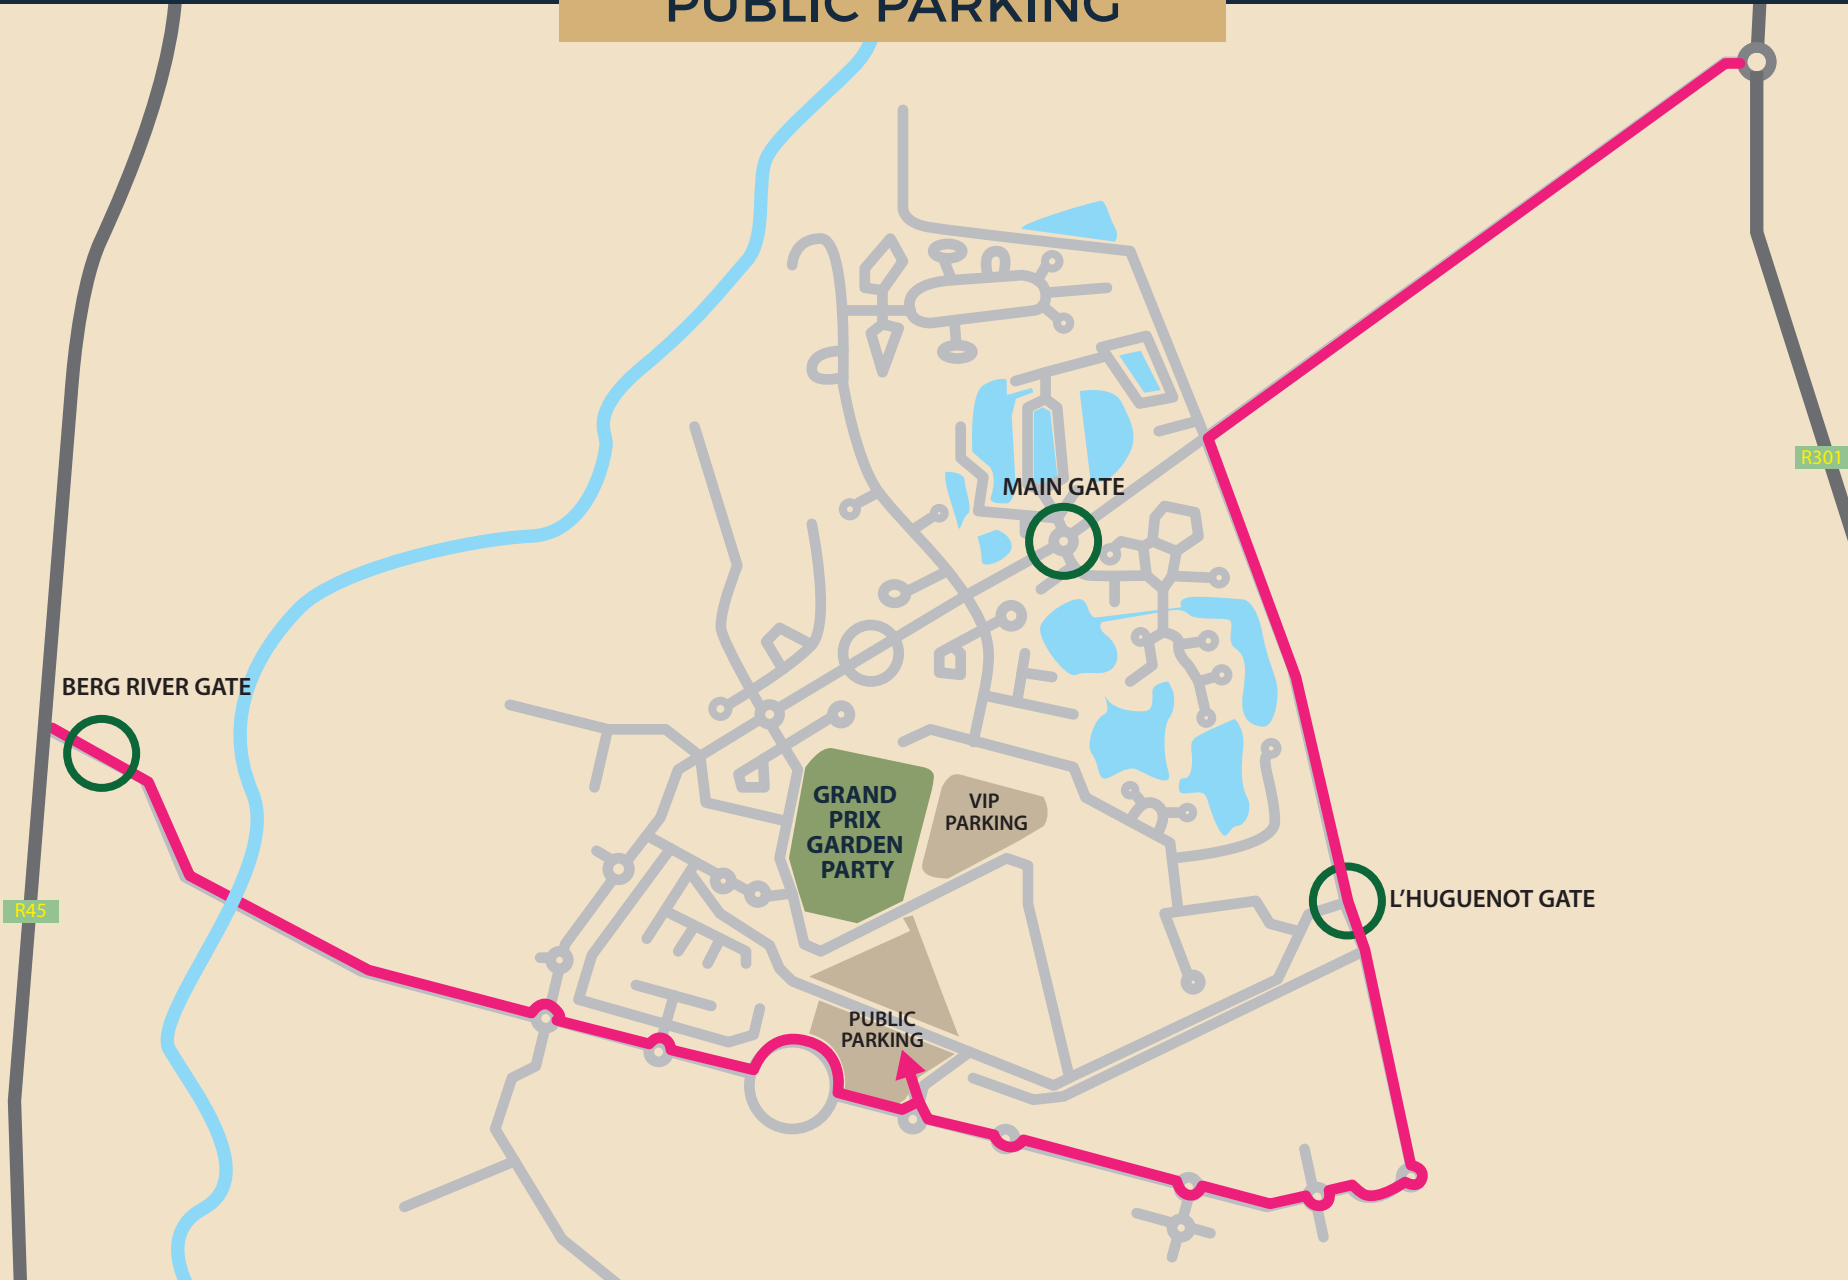 PUBLIC PARKING
R301
MAIN GATE
BERG RIVER GATE
GRAND
PRIX
GARDEN
PARTY
VIP
PARKING
L'HUGUENOT GATE
R45
PUBLIC
PARKING